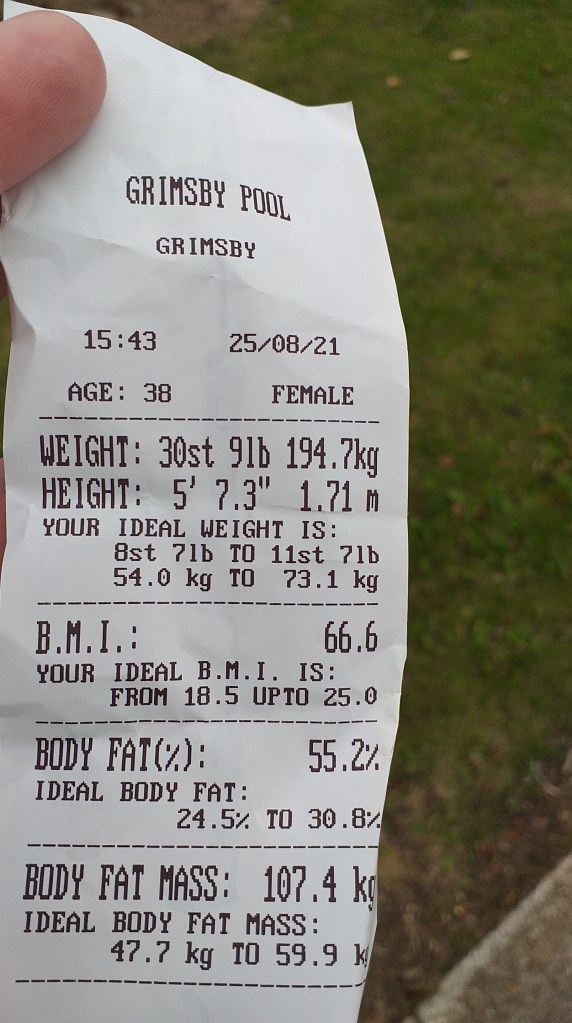 GRIMSBY POOL
GRIMSBY
15:43 25/08/21
AGE: 38 FEMALE
WEIGHT: 30st 9lb 194.7kg
HEIGHT: 5' 7.3" 1.71 m
YOUR IDEAL WEIGHT IS:
8st 7lb TO 11st 7lb
54.0 kg TO 73.1 kg
B.M.I.: 66.6
YOUR IDEAL B.M.I. IS:
FROM 18.5 UPTO 25.0
BODY FAT(%): 55.2%
IDEAL BODY FAT:
24.5% TO 30.8%
BODY FAT MASS: 107.4 kg
IDEAL BODY FAT MASS:
47.7 kg TO 59.9 kg